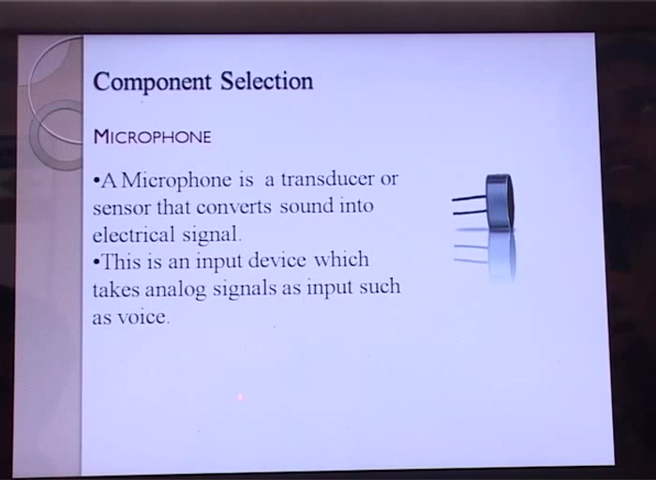 Component Selection
MICROPHONE
•A Microphone is a transducer or
sensor that converts sound into
electrical signal.
•This is an input device which
takes analog signals as input such
as voice.